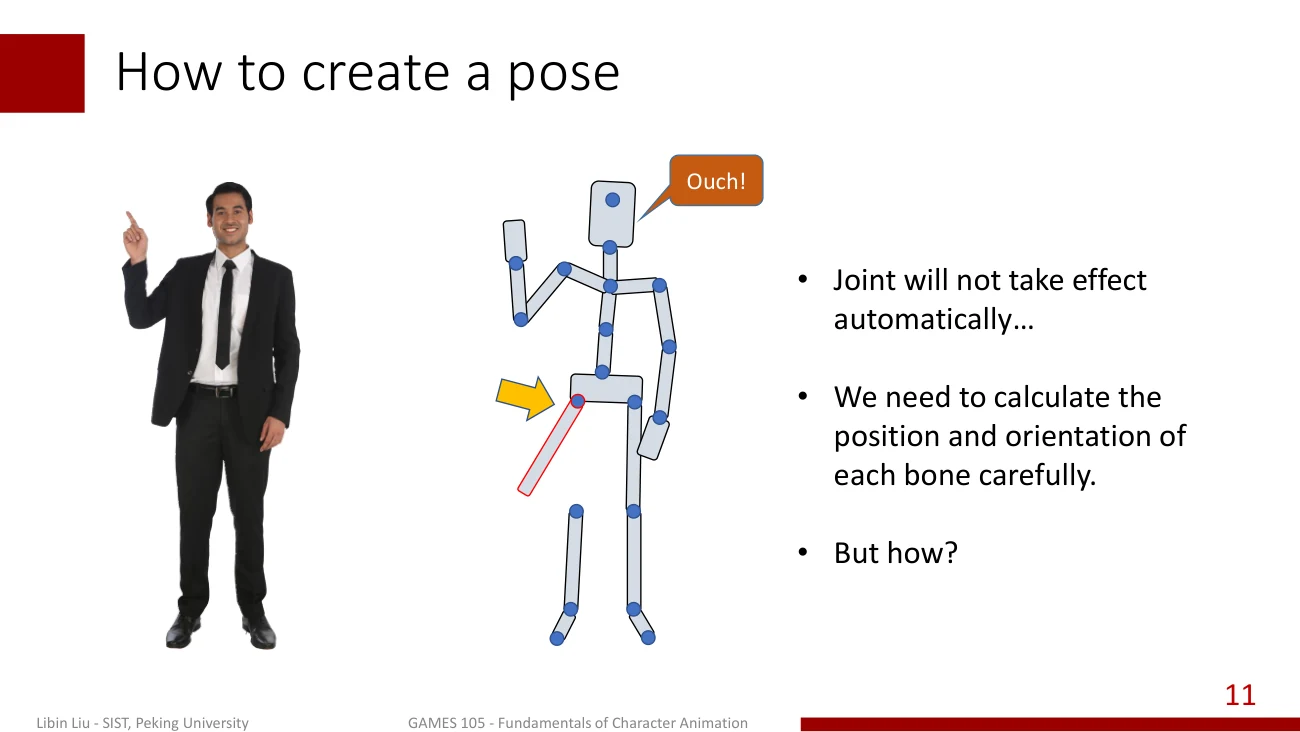 How to create a pose
Ouch!
• Joint will not take effect
automatically…
• We need to calculate the
position and orientation of
each bone carefully.
• But how?
11
Libin Liu - SIST, Peking University
GAMES 105 - Fundamentals of Character Animation